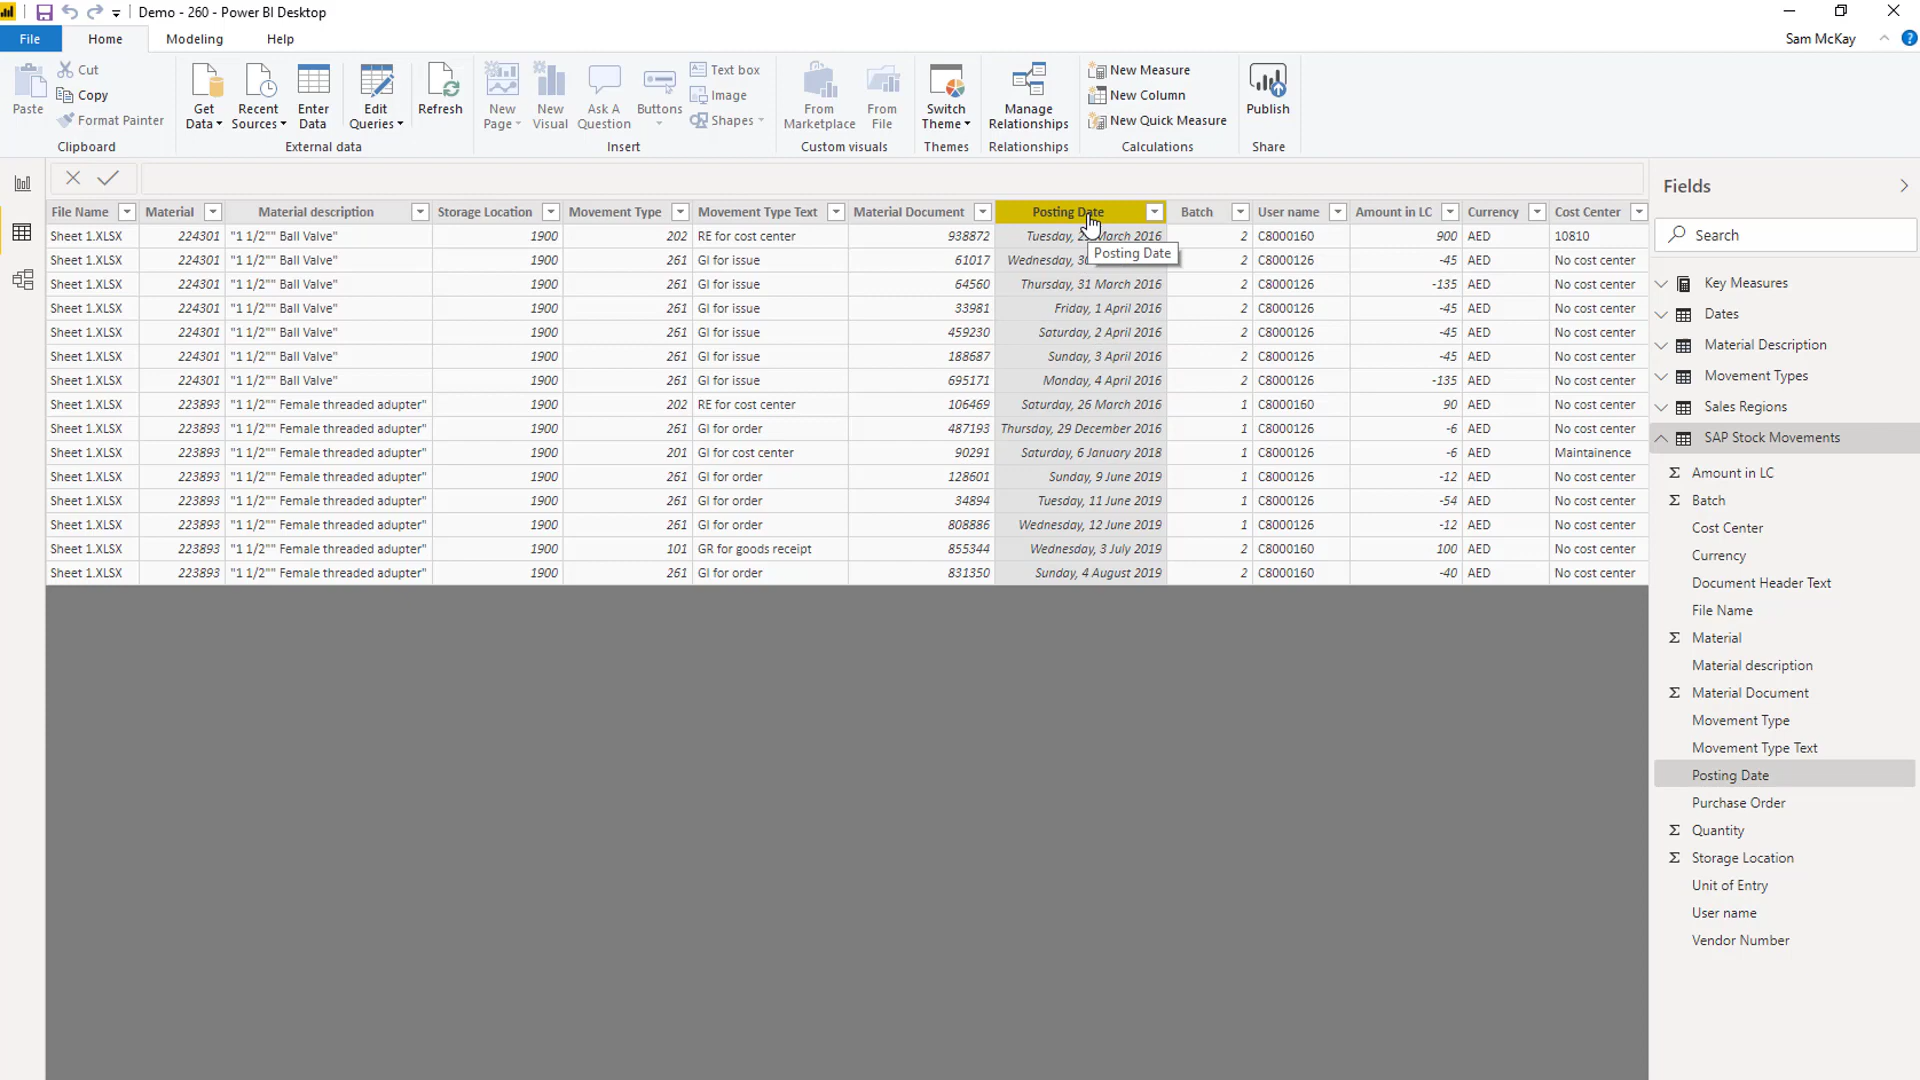 Demo - 260 - Power BI Desktop
File Home Modeling Help Sam McKay
Paste Cut Copy Format Painter Clipboard
Get Data Recent Sources Enter Data Edit Queries Refresh External data
New Page New Visual Ask A Question Buttons Text box Image Shapes Insert
From Marketplace From File Custom visuals
Switch Theme Themes
Manage Relationships Relationships
New Measure New Column New Quick Measure Calculations
Publish Share
File Name Material Material description Storage Location Movement Type Movement Type Text Material Document Posting Date Batch User name Amount in LC Currency Cost Center
Sheet 1.XLSX 224301 "1 1/2"" Ball Valve" 1900 202 RE for cost center 938872 Tuesday, March 2016 2 C8000160 900 AED 10810
Sheet 1.XLSX 224301 "1 1/2"" Ball Valve" 1900 261 GI for issue 61017 Wednesday, 2 C8000126 -45 AED No cost center
Posting Date
Sheet 1.XLSX 224301 "1 1/2"" Ball Valve" 1900 261 GI for issue 64560 Thursday, 31 March 2016 2 C8000126 -135 AED No cost center
Sheet 1.XLSX 224301 "1 1/2"" Ball Valve" 1900 261 GI for issue 33981 Friday, 1 April 2016 2 C8000126 -45 AED No cost center
Sheet 1.XLSX 224301 "1 1/2"" Ball Valve" 1900 261 GI for issue 459230 Saturday, 2 April 2016 2 C8000126 -45 AED No cost center
Sheet 1.XLSX 224301 "1 1/2"" Ball Valve" 1900 261 GI for issue 188687 Sunday, 3 April 2016 2 C8000126 -45 AED No cost center
Sheet 1.XLSX 224301 "1 1/2"" Ball Valve" 1900 261 GI for issue 695171 Monday, 4 April 2016 2 C8000126 -135 AED No cost center
Sheet 1.XLSX 223893 "1 1/2"" Female threaded adupter" 1900 202 RE for cost center 106469 Saturday, 26 March 2016 1 C8000160 90 AED No cost center
Sheet 1.XLSX 223893 "1 1/2"" Female threaded adupter" 1900 261 GI for order 487193 Thursday, 29 December 2016 1 C8000126 -6 AED No cost center
Sheet 1.XLSX 223893 "1 1/2"" Female threaded adupter" 1900 201 GI for cost center 90291 Saturday, 6 January 2018 1 C8000126 -6 AED Maintainence
Sheet 1.XLSX 223893 "1 1/2"" Female threaded adupter" 1900 261 GI for order 128601 Sunday, 9 June 2019 1 C8000126 -12 AED No cost center
Sheet 1.XLSX 223893 "1 1/2"" Female threaded adupter" 1900 261 GI for order 34894 Tuesday, 11 June 2019 1 C8000126 -54 AED No cost center
Sheet 1.XLSX 223893 "1 1/2"" Female threaded adupter" 1900 261 GI for order 808886 Wednesday, 12 June 2019 1 C8000126 -12 AED No cost center
Sheet 1.XLSX 223893 "1 1/2"" Female threaded adupter" 1900 101 GR for goods receipt 855344 Wednesday, 3 July 2019 2 C8000160 100 AED No cost center
Sheet 1.XLSX 223893 "1 1/2"" Female threaded adupter" 1900 261 GI for order 831350 Sunday, 4 August 2019 2 C8000160 -40 AED No cost center
Fields
Search
Key Measures
Dates
Material Description
Movement Types
Sales Regions
SAP Stock Movements
Σ Amount in LC
Σ Batch
Cost Center
Currency
Document Header Text
File Name
Σ Material
Material description
Σ Material Document
Movement Type
Movement Type Text
Posting Date
Purchase Order
Σ Quantity
Σ Storage Location
Unit of Entry
User name
Vendor Number